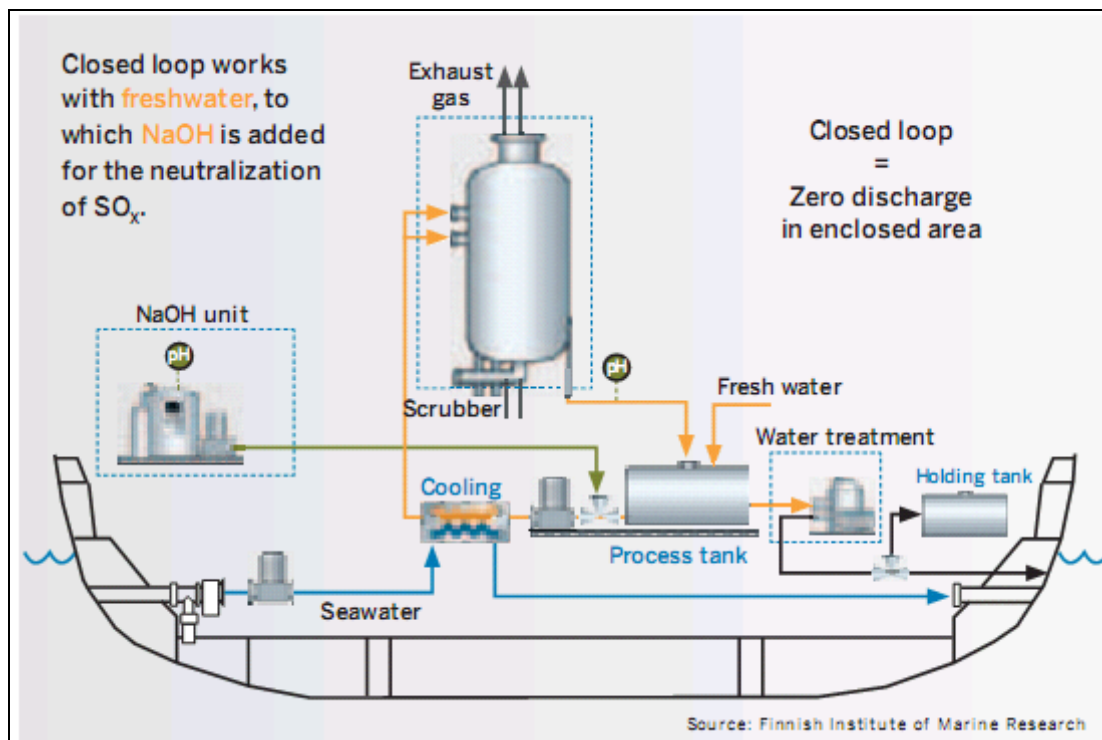 Closed loop works
with freshwater, to
which NaOH is added
for the neutralization
of SOx.
Exhaust
gas
Closed loop
=
Zero discharge
in enclosed area
NaOH unit
pH
pH
Scrubber
Fresh water
Water treatment
Cooling
Holding tank
Process tank
Seawater
Source: Finnish Institute of Marine Research